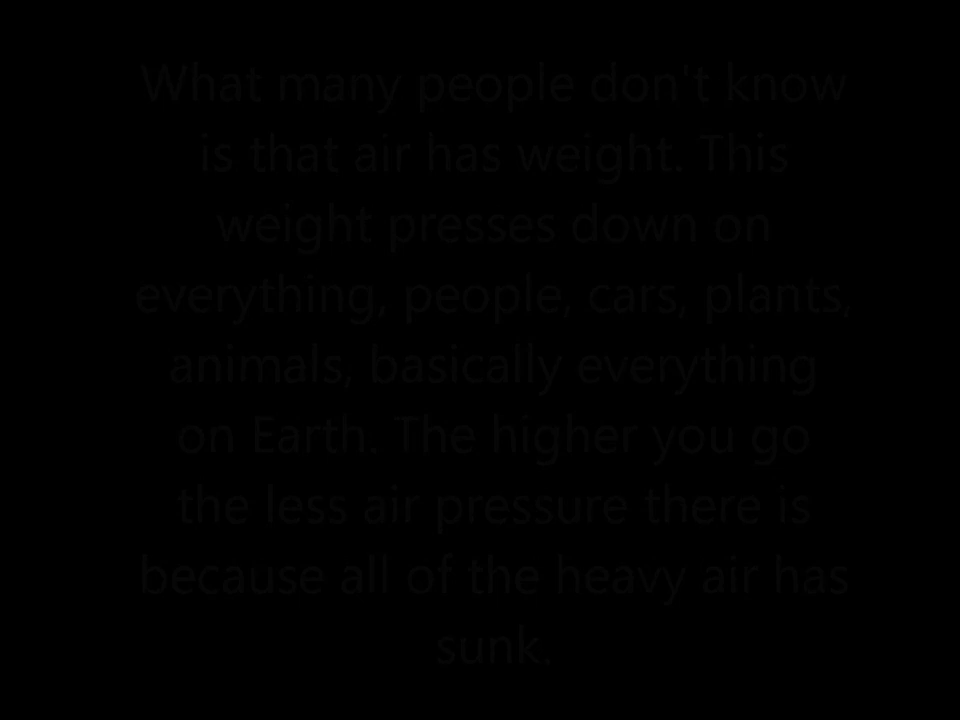 What many people don't know
is that air has weight. This
weight presses down on
everything, people, cars, plants,
animals, basically everything
on Earth. The higher you go
the less air pressure there is
because all of the heavy air has
sunk.